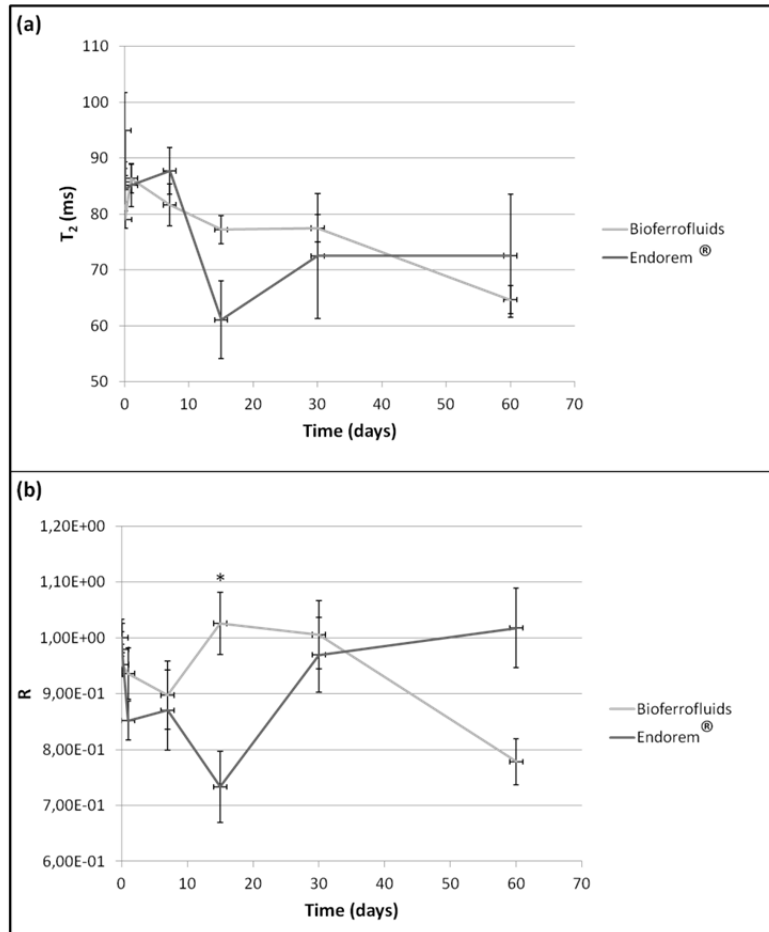 (a)
110
100
90
80
70
60
50
T₂ (ms)
0 10 20 30 40 50 60 70
Time (days)
Bioferrofluids
Endorem ®
(b)
1,20E+00
1,10E+00
1,00E+00
9,00E-01
8,00E-01
7,00E-01
6,00E-01
R
*
0 10 20 30 40 50 60 70
Time (days)
Bioferrofluids
Endorem ®